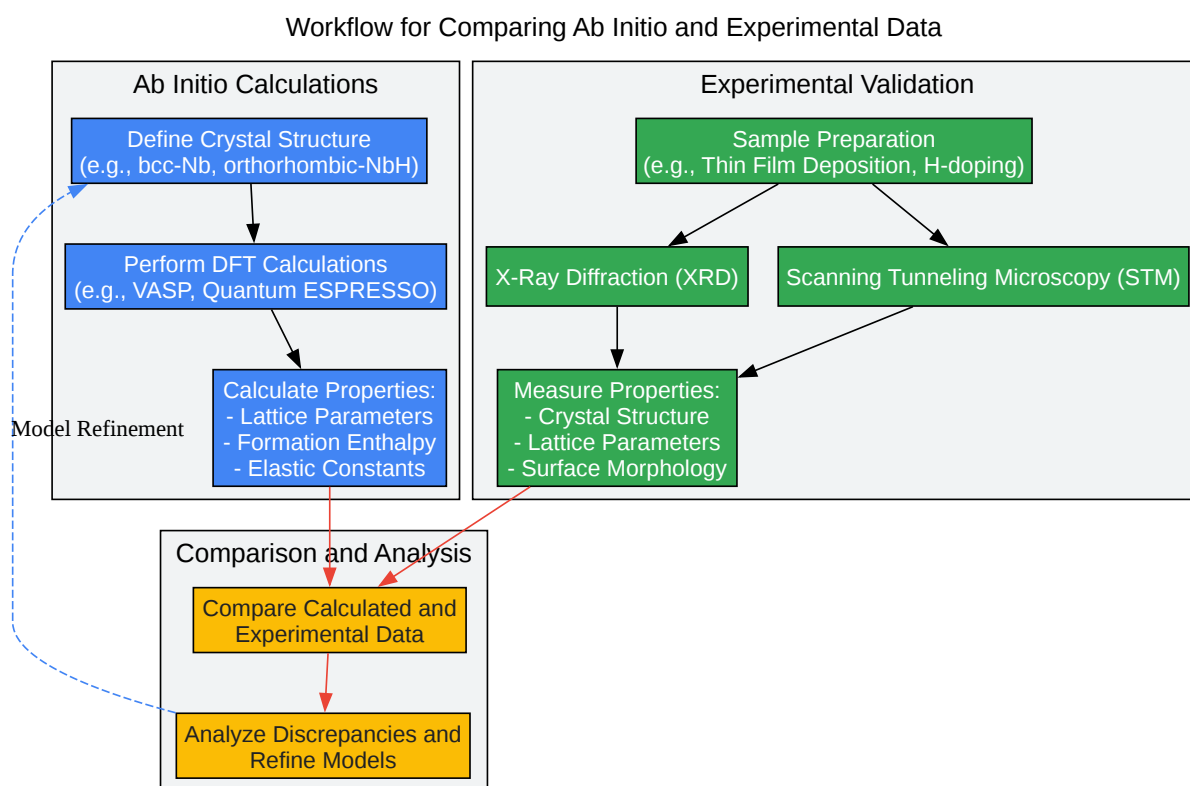 Workflow for Comparing Ab Initio and Experimental Data
Ab Initio Calculations
Define Crystal Structure
(e.g., bcc-Nb, orthorhombic-NbH)
Perform DFT Calculations
(e.g., VASP, Quantum ESPRESSO)
Calculate Properties:
- Lattice Parameters
- Formation Enthalpy
- Elastic Constants
Model Refinement
Experimental Validation
Sample Preparation
(e.g., Thin Film Deposition, H-doping)
X-Ray Diffraction (XRD)
Scanning Tunneling Microscopy (STM)
Measure Properties:
- Crystal Structure
- Lattice Parameters
- Surface Morphology
Comparison and Analysis
Compare Calculated and
Experimental Data
Analyze Discrepancies and
Refine Models